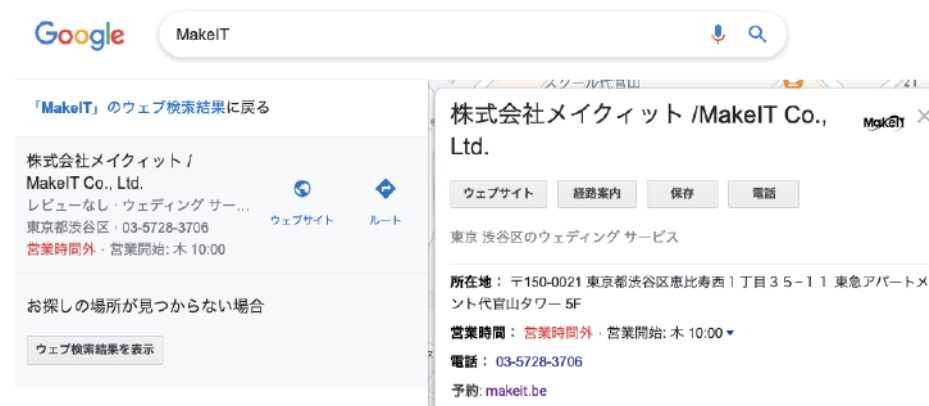 Google
MakeIT
「MakeIT」のウェブ検索結果に戻る
株式会社メイクィット /
MakeIT Co., Ltd.
レビューなし · ウェディング サー...
東京都渋谷区 · 03-5728-3706
営業時間外 · 営業開始: 木 10:00
ウェブサイト
ルート
お探しの場所が見つからない場合
ウェブ検索結果を表示
スクール代官山
21
株式会社メイクィット /MakeIT Co.,
Ltd.
MakeIT
ウェブサイト
経路案内
保存
電話
東京 渋谷区のウェディング サービス
所在地： 〒150-0021 東京都渋谷区恵比寿西1丁目35−11 東急アパートメ
ント代官山タワー 5F
営業時間： 営業時間外 · 営業開始: 木 10:00
電話： 03-5728-3706
予約: makeit.be